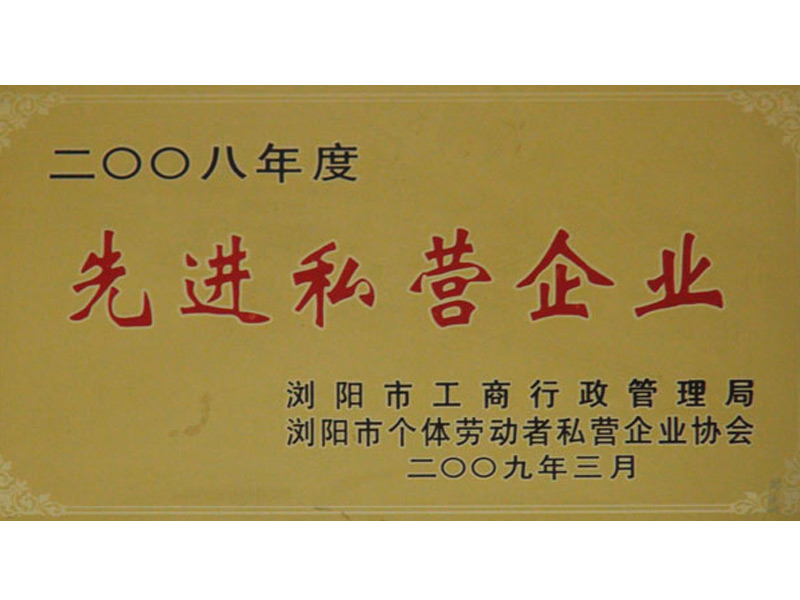 二〇〇八年度
先进私营企业
浏阳市工商行政管理局
浏阳市个体劳动者私营企业协会
二〇〇九年三月